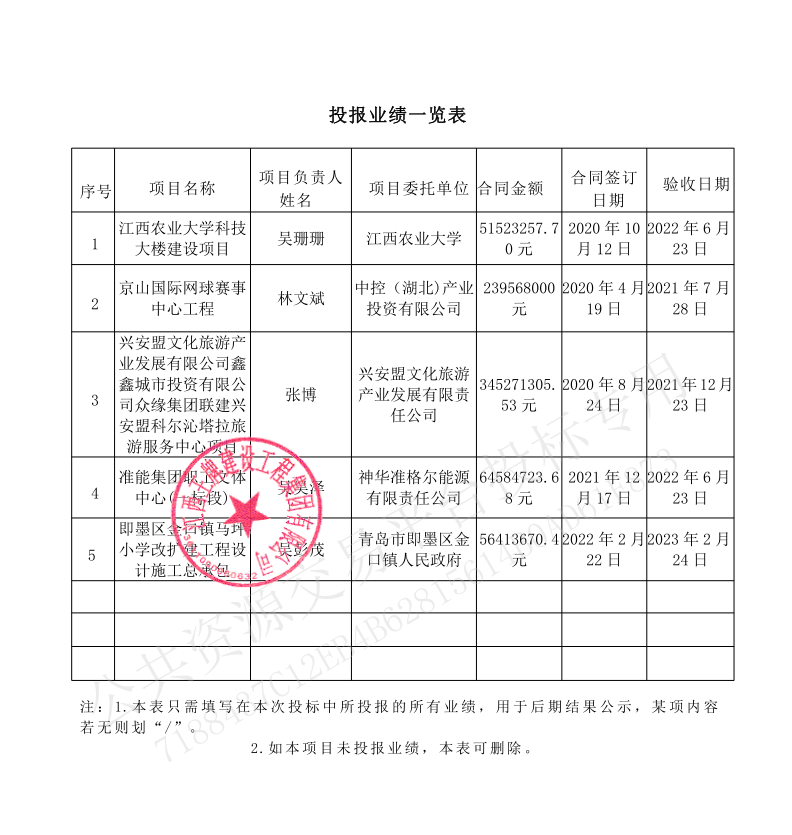 投报业绩一览表
序号
项目名称
项目负责人
姓名
项目委托单位
合同金额
合同签订
日期
验收日期
1
江西农业大学科技
大楼建设项目
吴珊珊
江西农业大学
51523257.7
0 元
2020 年 10
月 12 日
2022 年 6 月
23 日
2
京山国际网球赛事
中心工程
林文斌
中控（湖北)产业
投资有限公司
239568000
元
2020 年 4 月
19 日
2021 年 7 月
28 日
3
兴安盟文化旅游产
业发展有限公司鑫
鑫城市投资有限公
司众缘集团联建兴
安盟科尔沁塔拉旅
游服务中心项目
张博
兴安盟文化旅游
产业发展有限责
任公司
345271305.
53 元
2020 年 8 月
24 日
2021 年 12 月
23 日
4
准能集团职工文体
中心(一标段)
吴昊泽
神华准格尔能源
有限责任公司
64584723.6
8 元
2021 年 12
月 17 日
2022 年 6 月
23 日
5
即墨区金口镇马坪
小学改扩建工程设
计施工总承包
吴彭茂
青岛市即墨区金
口镇人民政府
56413670.4
元
2022 年 2 月
22 日
2023 年 2 月
24 日
注：1.本表只需填写在本次投标中所投报的所有业绩，用于后期结果公示，某项内容
若无则划“/”。
2.如本项目未投报业绩，本表可删除。
公共资源交易平台投标专用